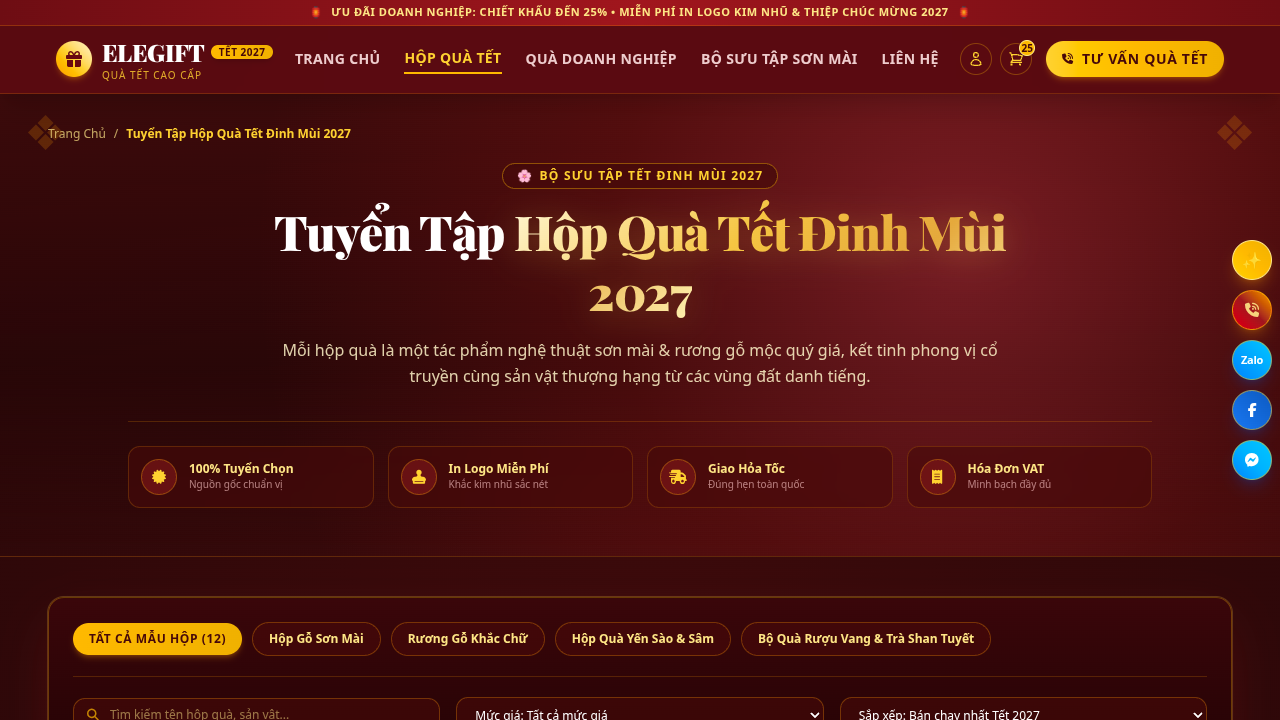 ƯU ĐÃI DOANH NGHIỆP: CHIẾT KHẤU ĐẾN 25% • MIỄN PHÍ IN LOGO KIM NHŨ & THIỆP CHÚC MỪNG 2027
ELEGIFT TẾT 2027
QUÀ TẾT CAO CẤP
TRANG CHỦ
HỘP QUÀ TẾT
QUÀ DOANH NGHIỆP
BỘ SƯU TẬP SƠN MÀI
LIÊN HỆ
25
TƯ VẤN QUÀ TẾT
Trang Chủ / Tuyển Tập Hộp Quà Tết Đinh Mùi 2027
🌸 BỘ SƯU TẬP TẾT ĐINH MÙI 2027
Tuyển Tập Hộp Quà Tết Đinh Mùi
2027
Mỗi hộp quà là một tác phẩm nghệ thuật sơn mài & rương gỗ mộc quý giá, kết tinh phong vị cổ
truyền cùng sản vật thượng hạng từ các vùng đất danh tiếng.
100% Tuyển Chọn
Nguồn gốc chuẩn vị
In Logo Miễn Phí
Khắc kim nhũ sắc nét
Giao Hỏa Tốc
Đúng hẹn toàn quốc
Hóa Đơn VAT
Minh bạch đầy đủ
Zalo
TẤT CẢ MẪU HỘP (12)
Hộp Gỗ Sơn Mài
Rương Gỗ Khắc Chữ
Hộp Quà Yến Sào & Sâm
Bộ Quà Rượu Vang & Trà Shan Tuyết
Tìm kiếm tên hộp quà, sản vật...
Mức giá: Tất cả mức giá
Sắp xếp: Bán chạy nhất Tết 2027